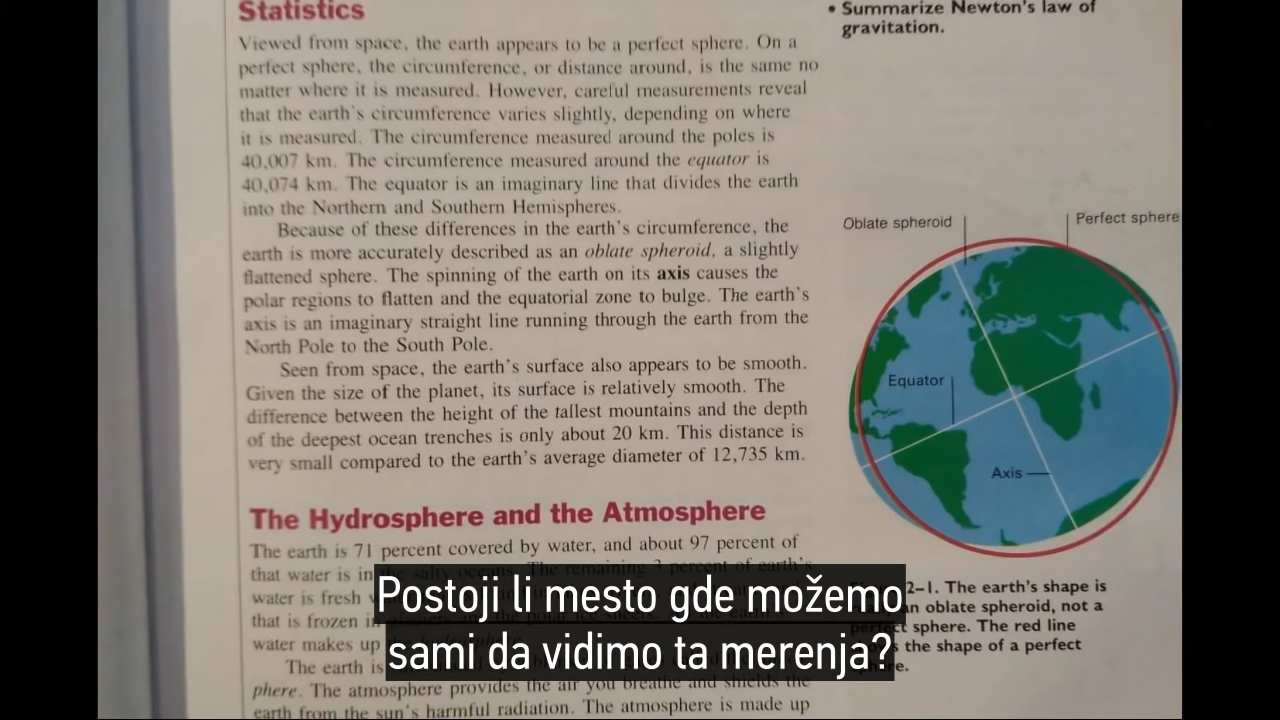 Statistics
Viewed from space, the earth appears to be a perfect sphere. On a
perfect sphere, the circumference, or distance around, is the same no
matter where it is measured. However, careful measurements reveal
that the earth's circumference varies slightly, depending on where
it is measured. The circumference measured around the poles is
40,007 km. The circumference measured around the equator is
40,074 km. The equator is an imaginary line that divides the earth
into the Northern and Southern Hemispheres.
Because of these differences in the earth's circumference, the
earth is more accurately described as an oblate spheroid, a slightly
flattened sphere. The spinning of the earth on its axis causes the
polar regions to flatten and the equatorial zone to bulge. The earth's
axis is an imaginary straight line running through the earth from the
North Pole to the South Pole.
Seen from space, the earth's surface also appears to be smooth.
Given the size of the planet, its surface is relatively smooth. The
difference between the height of the tallest mountains and the depth
of the deepest ocean trenches is only about 20 km. This distance is
very small compared to the earth's average diameter of 12,735 km.
The Hydrosphere and the Atmosphere
The earth is 71 percent covered by water, and about 97 percent of
that water is in the salty oceans. The remaining 3 percent of earth's
water is fresh
that is frozen in
water makes up
The earth is
phere. The atmosphere provides the air you breathe and shields the
earth from the sun's harmful radiation. The atmosphere is made up
• Summarize Newton's law of
gravitation.
Oblate spheroid
Perfect sphere
Equator
Axis
2–1. The earth's shape is
an oblate spheroid, not a
perfect sphere. The red line
the shape of a perfect
Postoji li mesto gde možemo
sami da vidimo ta merenja?